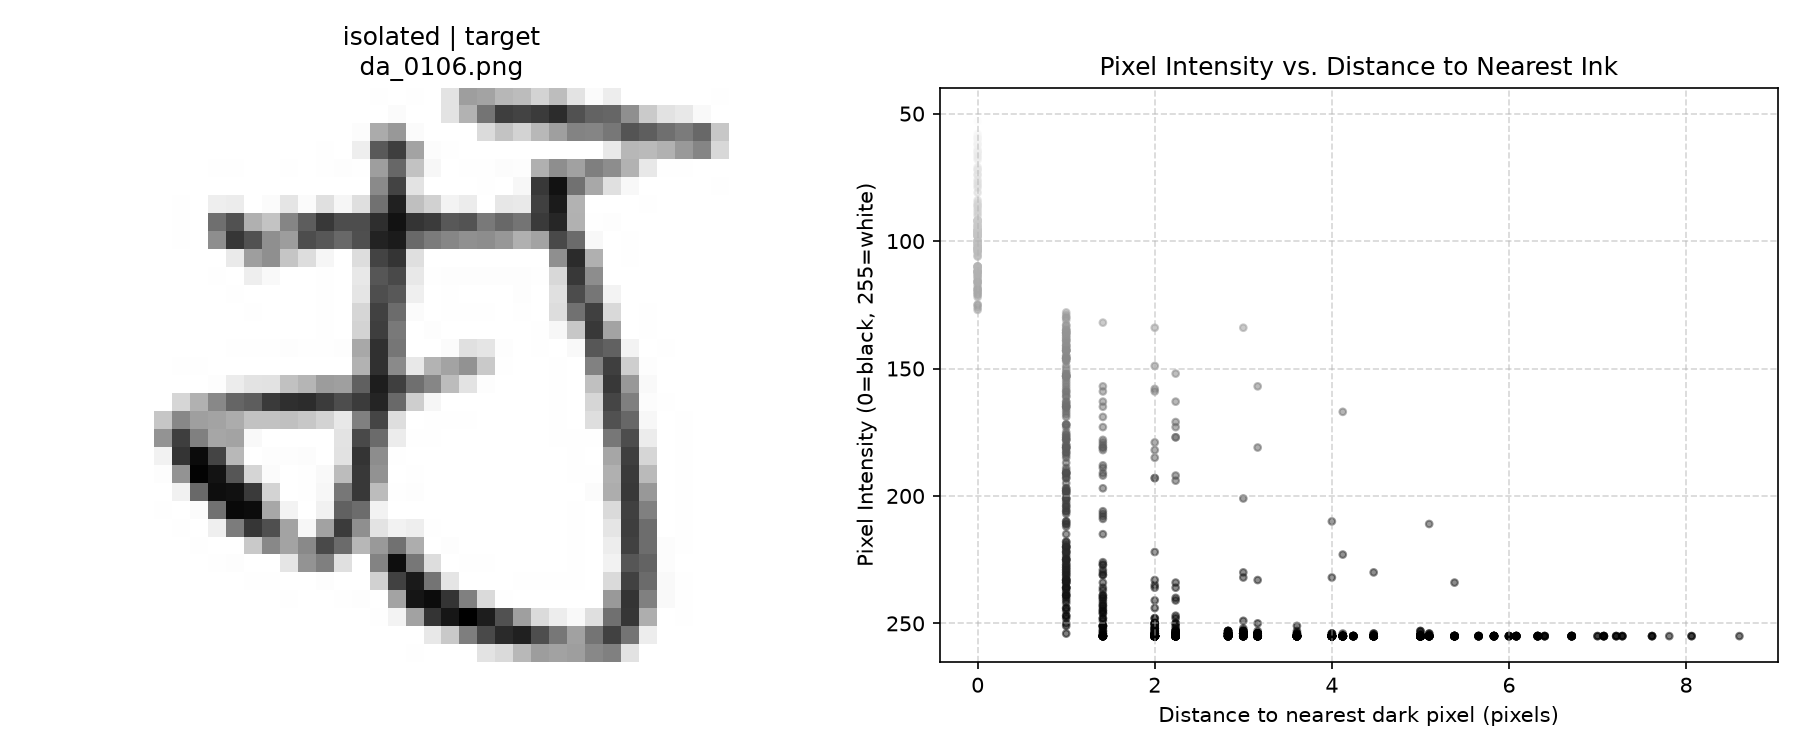 isolated | target
da_0106.png
Pixel Intensity vs. Distance to Nearest Ink
Pixel Intensity (0=black, 255=white)
50
100
150
200
250
0 2 4 6 8
Distance to nearest dark pixel (pixels)